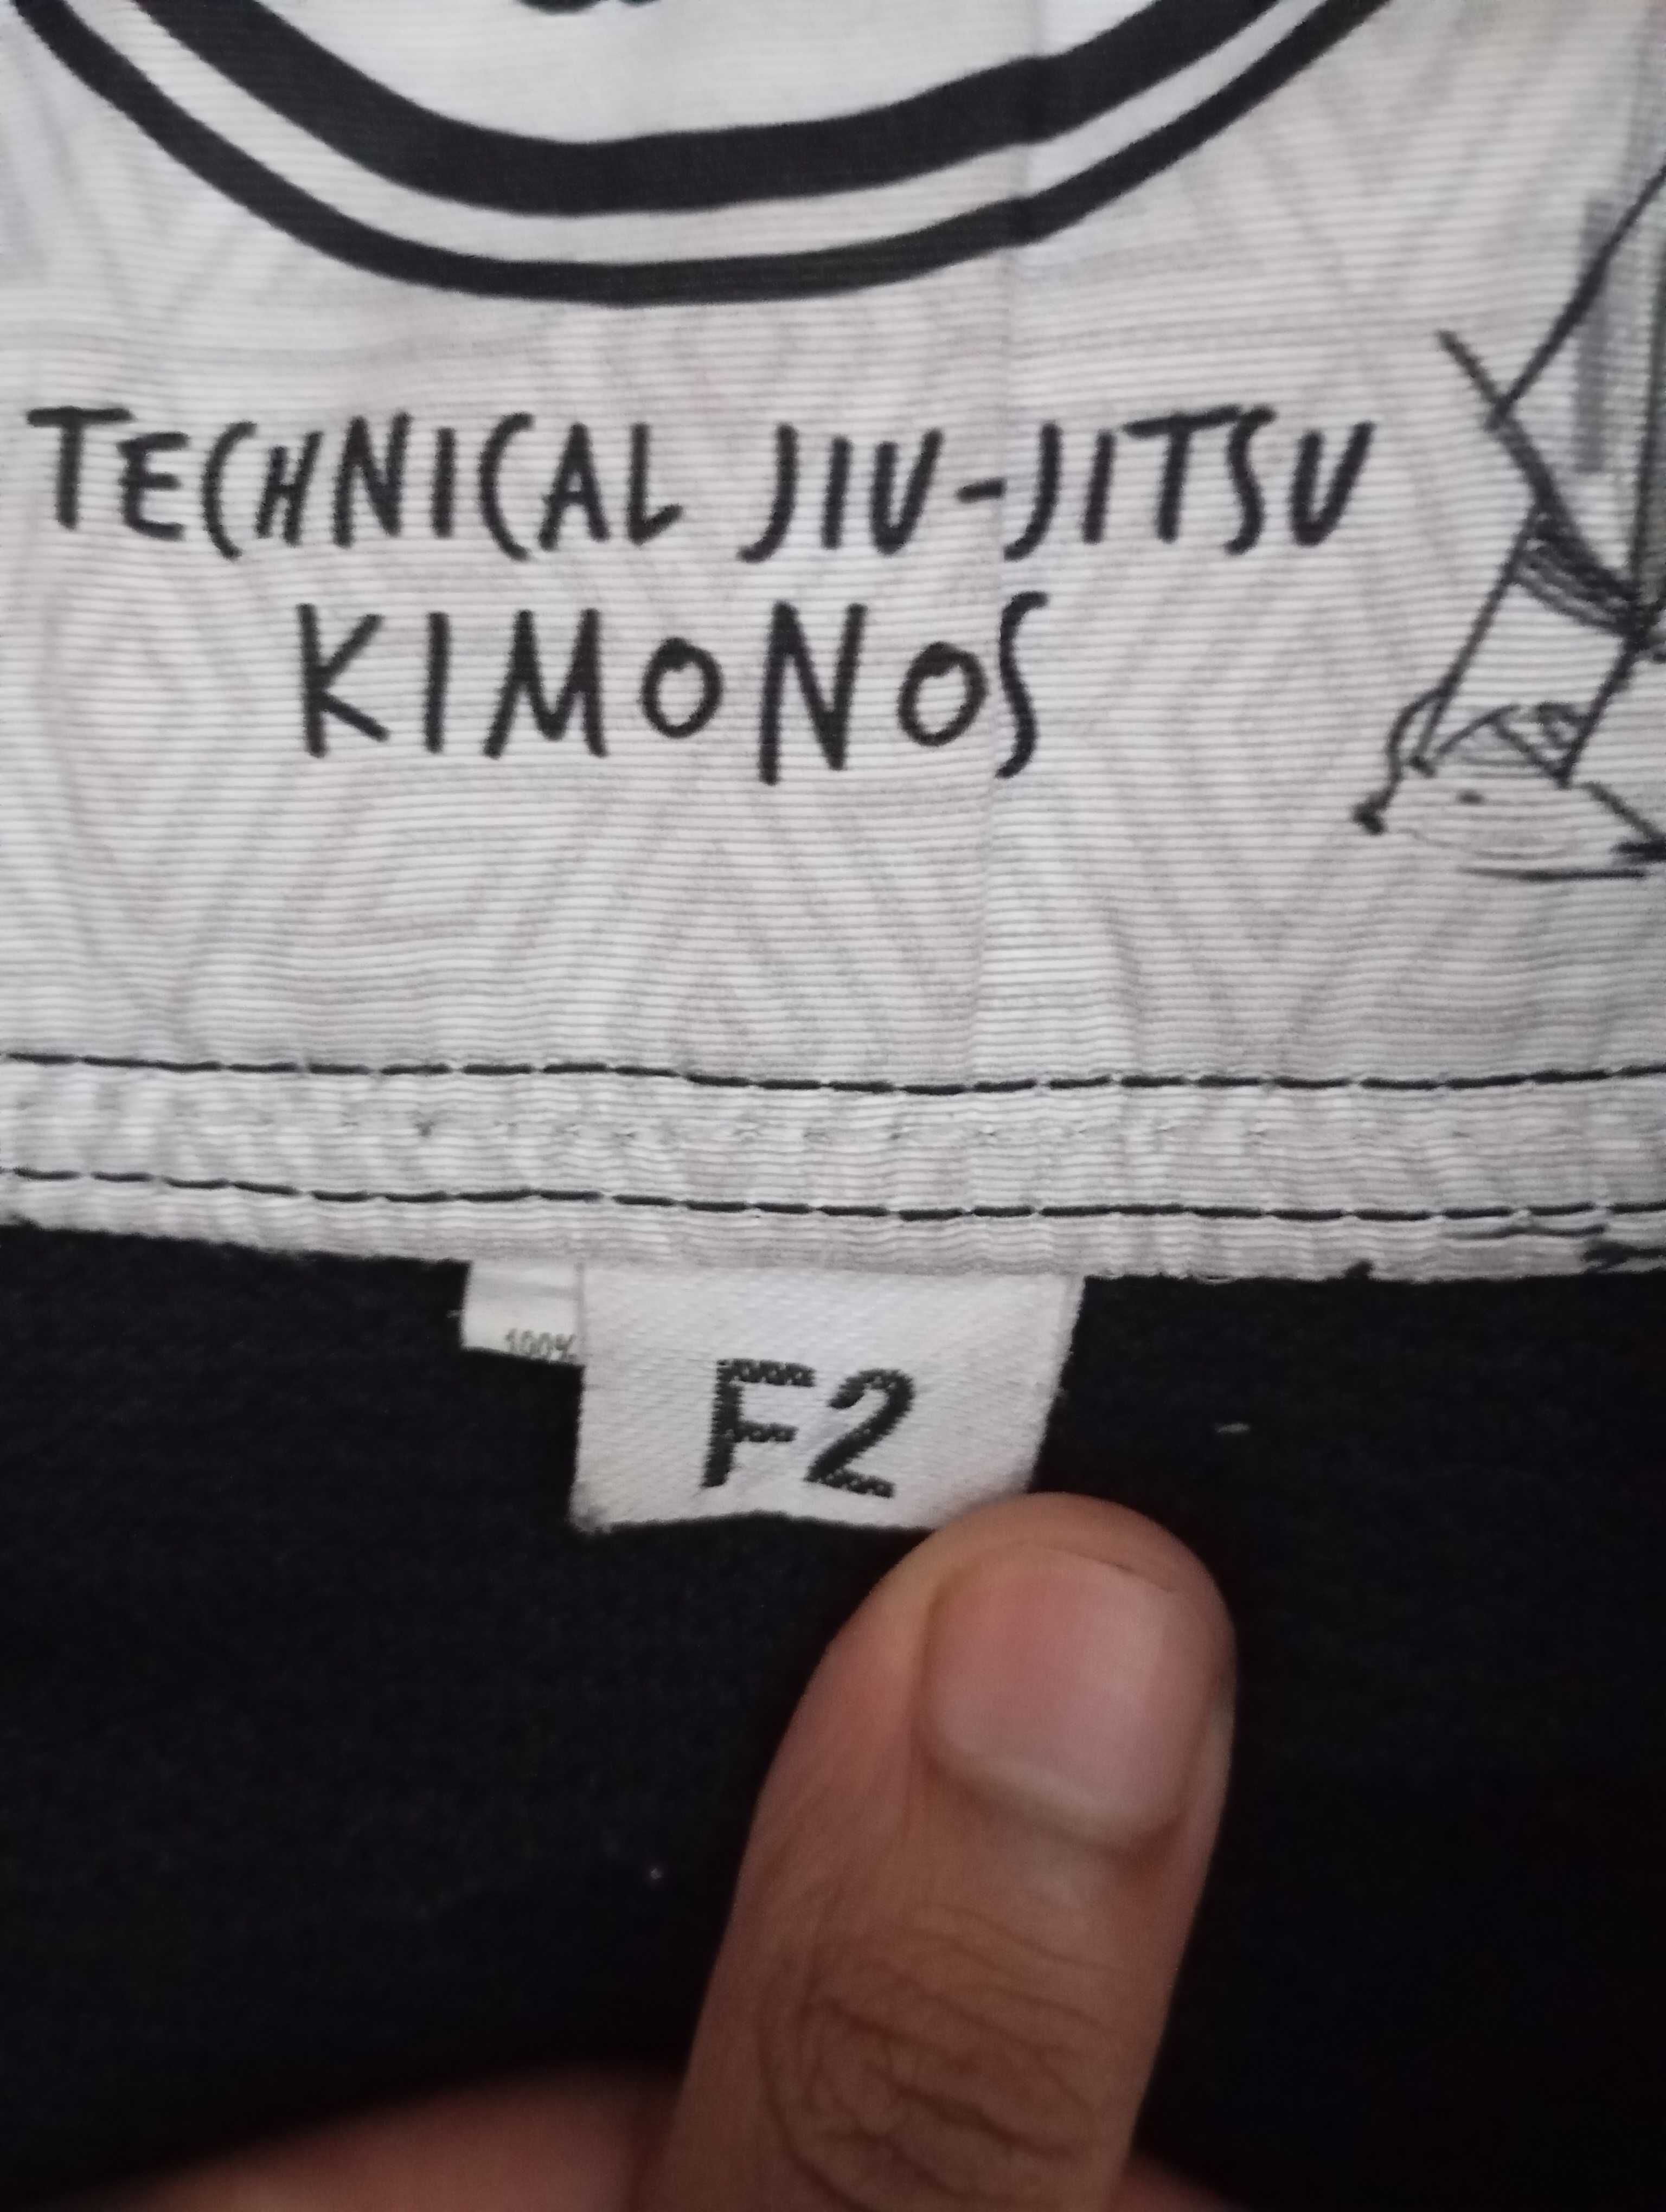 TECHNICAL JIU-JITSU
KIMONOS
100%
F2